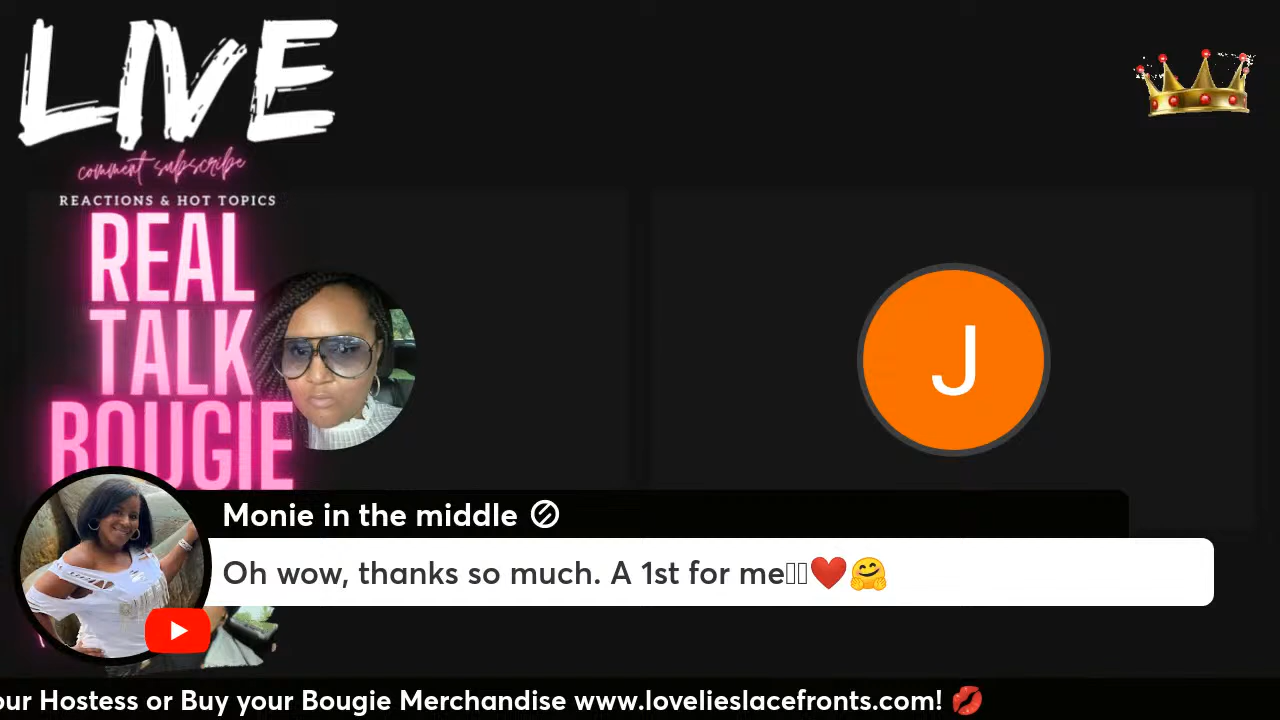 LIVE
comment subscribe
REACTIONS & HOT TOPICS
REAL
TALK
BOUGIE
J
Monie in the middle
Oh wow, thanks so much. A 1st for me❤️🤗
our Hostess or Buy your Bougie Merchandise www.lovelieslacefronts.com! 💋